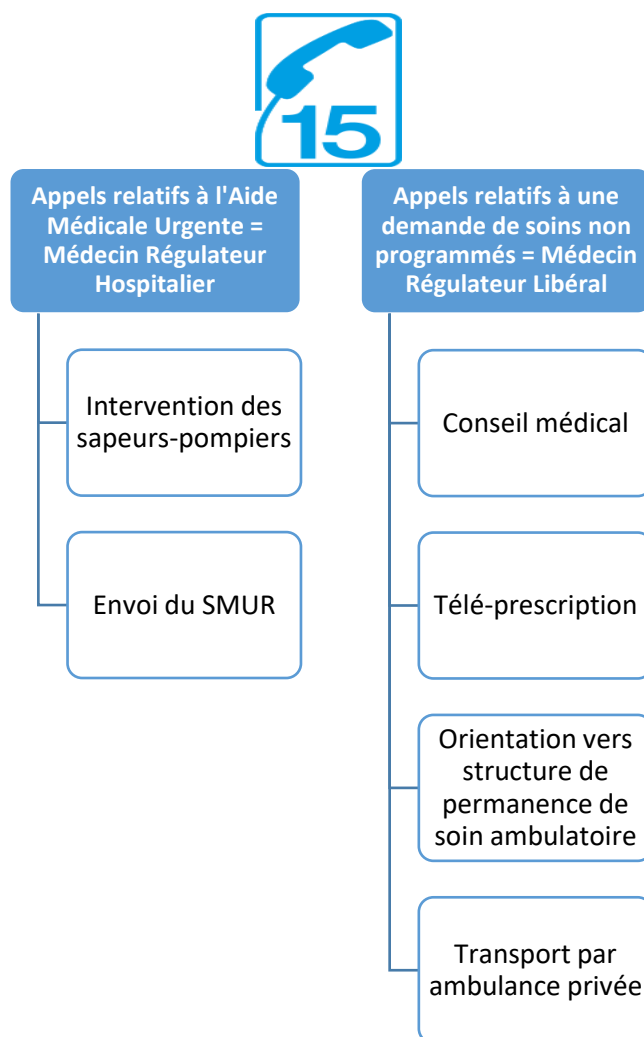 15
Appels relatifs à l'Aide
Médicale Urgente =
Médecin Régulateur
Hospitalier
Intervention des
sapeurs-pompiers
Envoi du SMUR
Appels relatifs à une
demande de soins non
programmés = Médecin
Régulateur Libéral
Conseil médical
Télé-prescription
Orientation vers
structure de
permanence de
soin ambulatoire
Transport par
ambulance privée